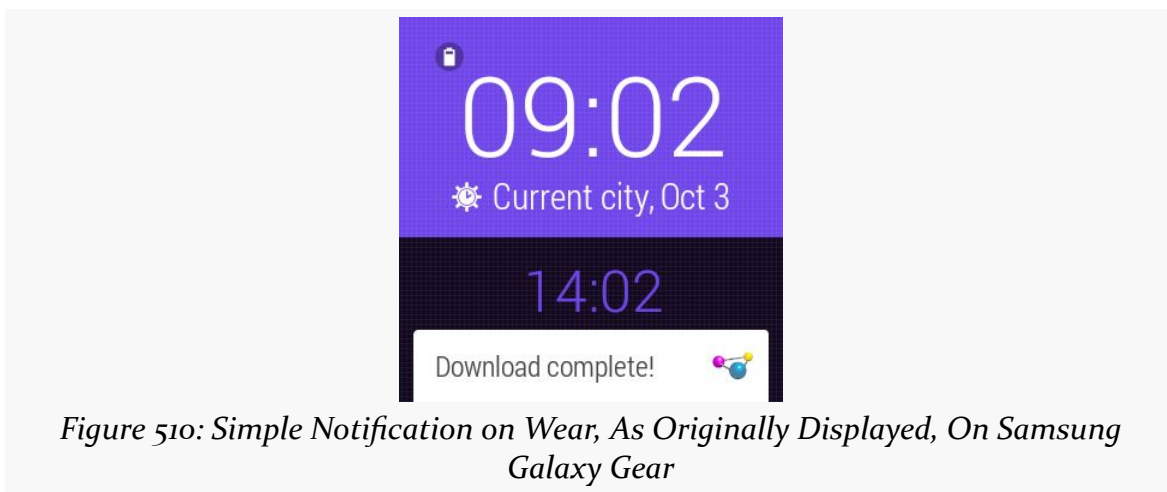 09:02
Current city, Oct 3
14:02
Download complete!
Figure 510: Simple Notification on Wear, As Originally Displayed, On Samsung
Galaxy Gear